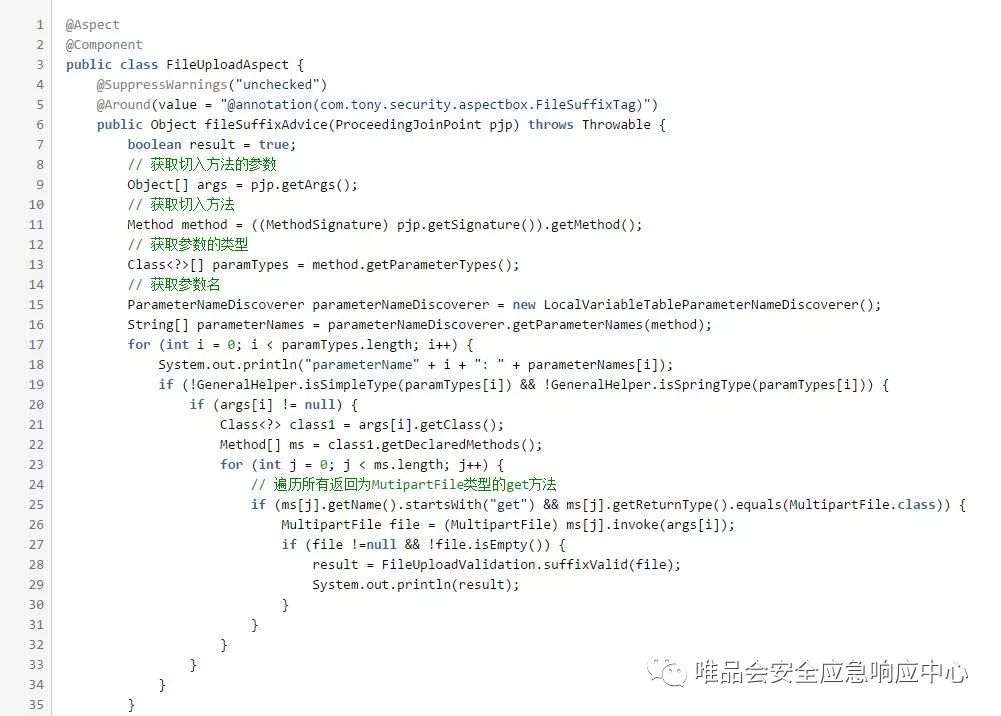 1 @Aspect
2 @Component
3 public class FileUploadAspect {
4 @SuppressWarnings("unchecked")
5 @Around(value = "@annotation(com.tony.security.aspectbox.FileSuffixTag)")
6 public Object fileSuffixAdvice(ProceedingJoinPoint pjp) throws Throwable {
7 boolean result = true;
8 // 获取切入方法的参数
9 Object[] args = pjp.getArgs();
10 // 获取切入方法
11 Method method = ((MethodSignature) pjp.getSignature()).getMethod();
12 // 获取参数的类型
13 Class<?>[] paramTypes = method.getParameterTypes();
14 // 获取参数名
15 ParameterNameDiscoverer parameterNameDiscoverer = new LocalVariableTableParameterNameDiscoverer();
16 String[] parameterNames = parameterNameDiscoverer.getParameterNames(method);
17 for (int i = 0; i < paramTypes.length; i++) {
18 System.out.println("parameterName" + i + ": " + parameterNames[i]);
19 if (!GeneralHelper.isSimpleType(paramTypes[i]) && !GeneralHelper.isSpringType(paramTypes[i])) {
20 if (args[i] != null) {
21 Class<?> class1 = args[i].getClass();
22 Method[] ms = class1.getDeclaredMethods();
23 for (int j = 0; j < ms.length; j++) {
24 // 遍历所有返回为MutipartFile类型的get方法
25 if (ms[j].getName().startsWith("get") && ms[j].getReturnType().equals(MultipartFile.class)) {
26 MultipartFile file = (MultipartFile) ms[j].invoke(args[i]);
27 if (file !=null && !file.isEmpty()) {
28 result = FileUploadValidation.suffixValid(file);
29 System.out.println(result);
30 }
31 }
32 }
33 }
34 }
35 }
唯品会安全应急响应中心